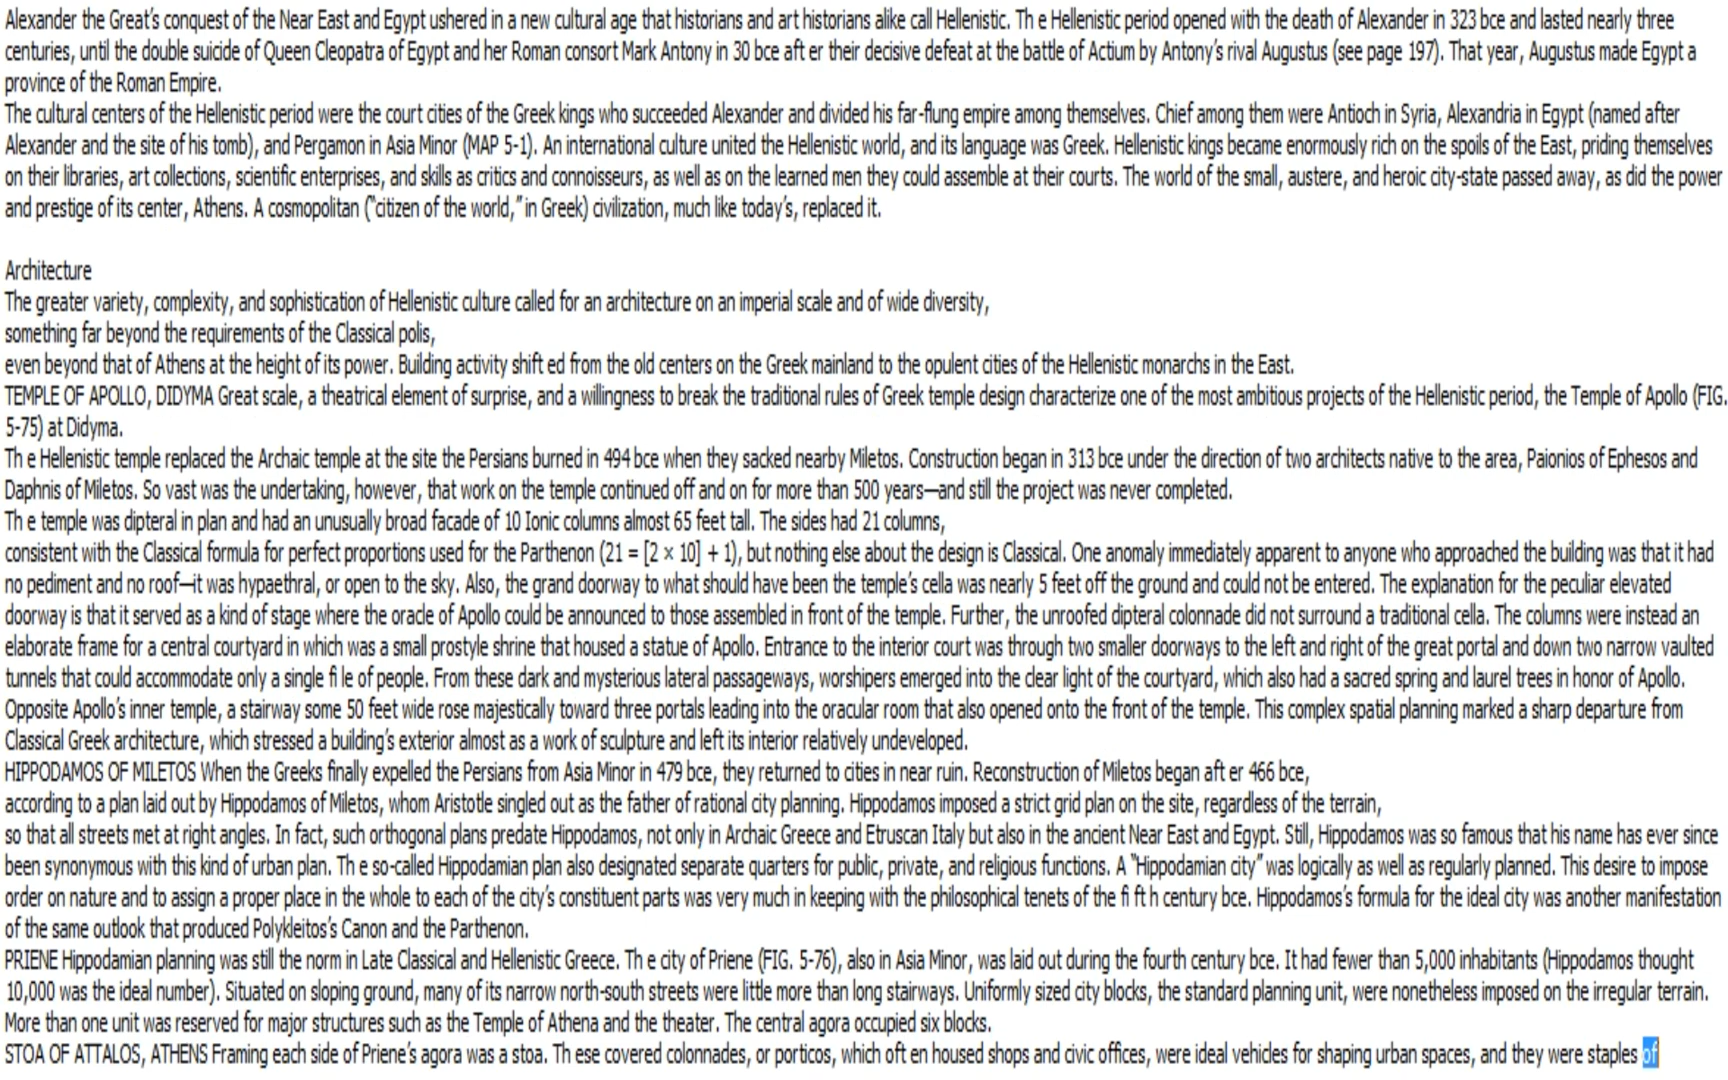 Alexander the Great's conquest of the Near East and Egypt ushered in a new cultural age that historians and art historians alike call Hellenistic. Th e Hellenistic period opened with the death of Alexander in 323 bce and lasted nearly three
centuries, until the double suicide of Queen Cleopatra of Egypt and her Roman consort Mark Antony in 30 bce aft er their decisive defeat at the battle of Actium by Antony's rival Augustus (see page 197). That year, Augustus made Egypt a
province of the Roman Empire.
The cultural centers of the Hellenistic period were the court cities of the Greek kings who succeeded Alexander and divided his far-flung empire among themselves. Chief among them were Antioch in Syria, Alexandria in Egypt (named after
Alexander and the site of his tomb), and Pergamon in Asia Minor (MAP 5-1). An international culture united the Hellenistic world, and its language was Greek. Hellenistic kings became enormously rich on the spoils of the East, priding themselves
on their libraries, art collections, scientific enterprises, and skills as critics and connoisseurs, as well as on the learned men they could assemble at their courts. The world of the small, austere, and heroic city-state passed away, as did the power
and prestige of its center, Athens. A cosmopolitan ("citizen of the world," in Greek) civilization, much like today's, replaced it.
Architecture
The greater variety, complexity, and sophistication of Hellenistic culture called for an architecture on an imperial scale and of wide diversity,
something far beyond the requirements of the Classical polis,
even beyond that of Athens at the height of its power. Building activity shift ed from the old centers on the Greek mainland to the opulent cities of the Hellenistic monarchs in the East.
TEMPLE OF APOLLO, DIDYMA Great scale, a theatrical element of surprise, and a willingness to break the traditional rules of Greek temple design characterize one of the most ambitious projects of the Hellenistic period, the Temple of Apollo (FIG.
5-75) at Didyma.
Th e Hellenistic temple replaced the Archaic temple at the site the Persians burned in 494 bce when they sacked nearby Miletos. Construction began in 313 bce under the direction of two architects native to the area, Paionios of Ephesos and
Daphnis of Miletos. So vast was the undertaking, however, that work on the temple continued off and on for more than 500 years—and still the project was never completed.
Th e temple was dipteral in plan and had an unusually broad facade of 10 Ionic columns almost 65 feet tall. The sides had 21 columns,
consistent with the Classical formula for perfect proportions used for the Parthenon (21 = [2 × 10] + 1), but nothing else about the design is Classical. One anomaly immediately apparent to anyone who approached the building was that it had
no pediment and no roof—it was hypaethral, or open to the sky. Also, the grand doorway to what should have been the temple's cella was nearly 5 feet off the ground and could not be entered. The explanation for the peculiar elevated
doorway is that it served as a kind of stage where the oracle of Apollo could be announced to those assembled in front of the temple. Further, the unroofed dipteral colonnade did not surround a traditional cella. The columns were instead an
elaborate frame for a central courtyard in which was a small prostyle shrine that housed a statue of Apollo. Entrance to the interior court was through two smaller doorways to the left and right of the great portal and down two narrow vaulted
tunnels that could accommodate only a single fi le of people. From these dark and mysterious lateral passageways, worshipers emerged into the clear light of the courtyard, which also had a sacred spring and laurel trees in honor of Apollo.
Opposite Apollo's inner temple, a stairway some 50 feet wide rose majestically toward three portals leading into the oracular room that also opened onto the front of the temple. This complex spatial planning marked a sharp departure from
Classical Greek architecture, which stressed a building's exterior almost as a work of sculpture and left its interior relatively undeveloped.
HIPPODAMOS OF MILETOS When the Greeks finally expelled the Persians from Asia Minor in 479 bce, they returned to cities in near ruin. Reconstruction of Miletos began aft er 466 bce,
according to a plan laid out by Hippodamos of Miletos, whom Aristotle singled out as the father of rational city planning. Hippodamos imposed a strict grid plan on the site, regardless of the terrain,
so that all streets met at right angles. In fact, such orthogonal plans predate Hippodamos, not only in Archaic Greece and Etruscan Italy but also in the ancient Near East and Egypt. Still, Hippodamos was so famous that his name has ever since
been synonymous with this kind of urban plan. Th e so-called Hippodamian plan also designated separate quarters for public, private, and religious functions. A "Hippodamian city" was logically as well as regularly planned. This desire to impose
order on nature and to assign a proper place in the whole to each of the city's constituent parts was very much in keeping with the philosophical tenets of the fi ft h century bce. Hippodamos's formula for the ideal city was another manifestation
of the same outlook that produced Polykleitos's Canon and the Parthenon.
PRIENE Hippodamian planning was still the norm in Late Classical and Hellenistic Greece. Th e city of Priene (FIG. 5-76), also in Asia Minor, was laid out during the fourth century bce. It had fewer than 5,000 inhabitants (Hippodamos thought
10,000 was the ideal number). Situated on sloping ground, many of its narrow north-south streets were little more than long stairways. Uniformly sized city blocks, the standard planning unit, were nonetheless imposed on the irregular terrain.
More than one unit was reserved for major structures such as the Temple of Athena and the theater. The central agora occupied six blocks.
STOA OF ATTALOS, ATHENS Framing each side of Priene's agora was a stoa. Th ese covered colonnades, or porticos, which oft en housed shops and civic offices, were ideal vehicles for shaping urban spaces, and they were staples of